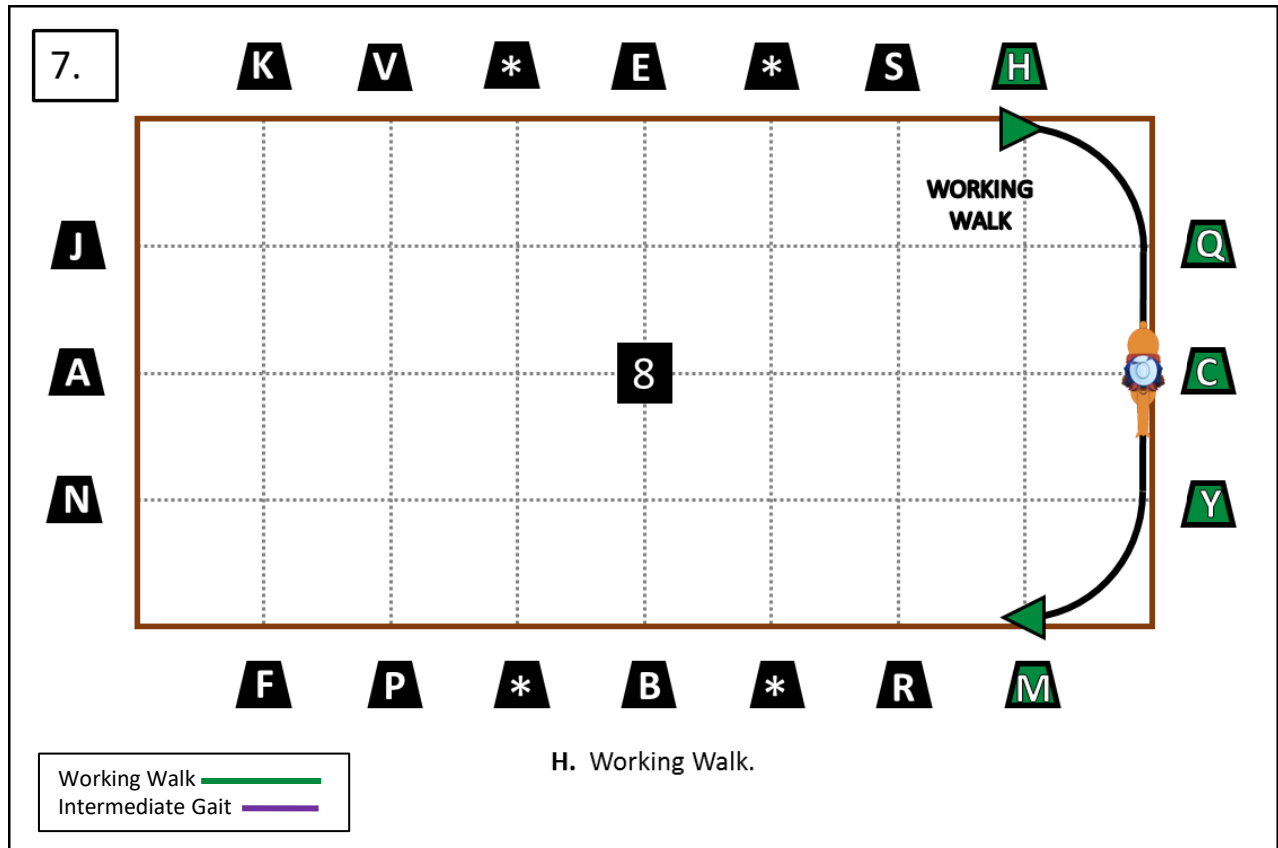 7.
K V * E * S H
WORKING
WALK
J Q
A 8 C
N Y
F P * B * R M
H. Working Walk.
Working Walk
Intermediate Gait